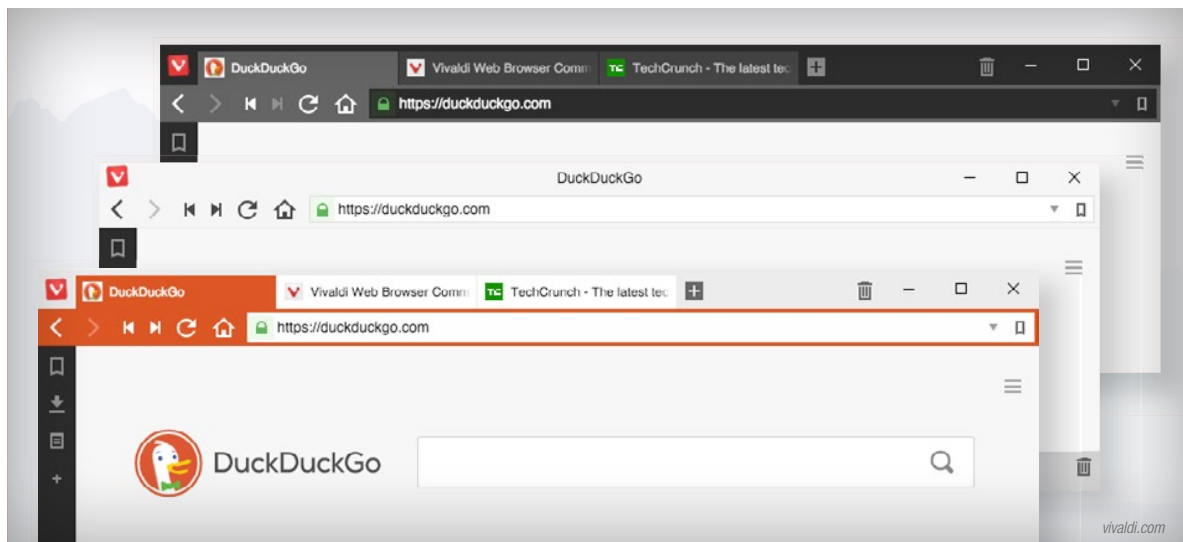 DuckDuckGo
Vivaldi Web Browser Comm
TechCrunch - The latest tec
https://duckduckgo.com
DuckDuckGo
https://duckduckgo.com
DuckDuckGo
Vivaldi Web Browser Comm
TechCrunch - The latest tec
https://duckduckgo.com
DuckDuckGo
vivaldi.com